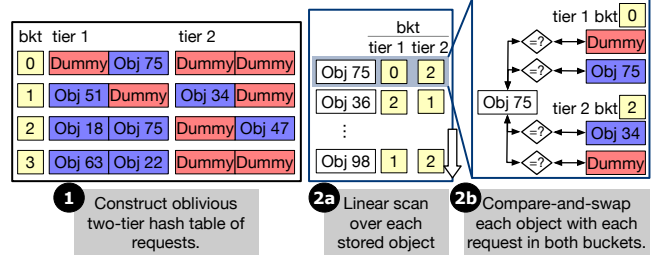 bkt tier 1 tier 2
0 Dummy Obj 75 Dummy Dummy
1 Obj 51 Dummy Obj 34 Dummy
2 Obj 18 Obj 75 Dummy Obj 47
3 Obj 63 Obj 22 Dummy Dummy
1 Construct oblivious
two-tier hash table of
requests.
bkt
tier 1 tier 2
Obj 75 0 2
Obj 36 2 1
⋮
Obj 98 1 2
2a Linear scan
over each
stored object
tier 1 bkt 0
=? Dummy
=? Obj 75
Obj 75
tier 2 bkt 2
=? Obj 34
=? Dummy
2b Compare-and-swap
each object with each
request in both buckets.